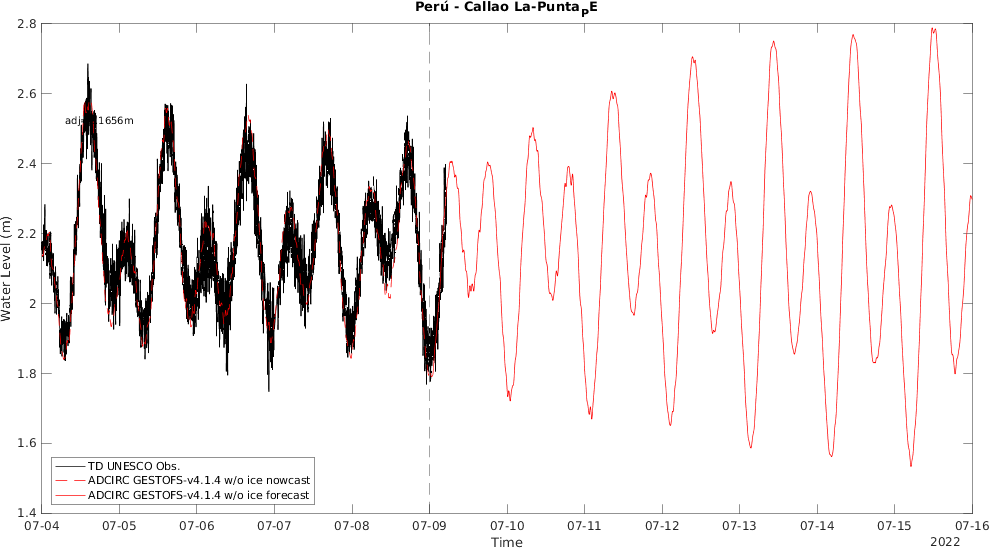 Perú - Callao La-PuntaPE
2.8
2.6
2.4
2.2
2
1.8
1.6
1.4
Water Level (m)
1656m
TD UNESCO Obs.
ADCIRC GESTOFS-v4.1.4 w/o ice nowcast
ADCIRC GESTOFS-v4.1.4 w/o ice forecast
07-04 07-05 07-06 07-07 07-08 07-09 07-10 07-11 07-12 07-13 07-14 07-15 07-16
Time
2022